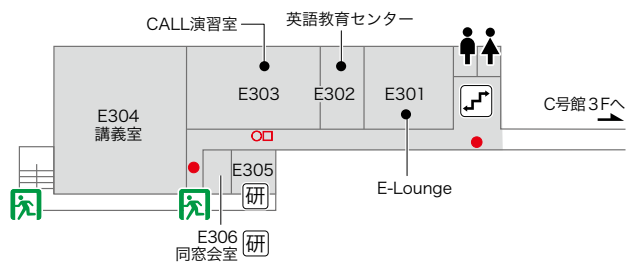 CALL演習室
英語教育センター
E303
E302
E301
E304
講義室
C号館3Fへ
E305
研
E-Lounge
E306
同窓会室
研